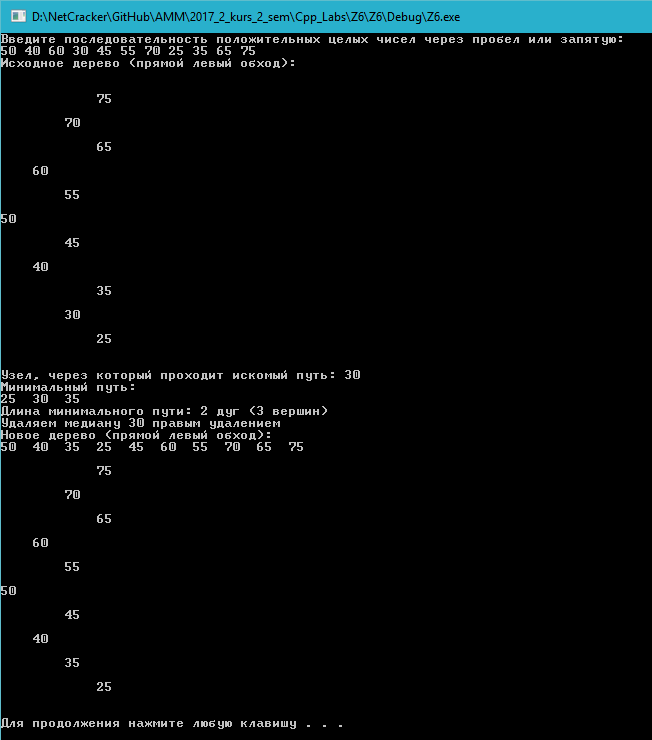 D:\NetCracker\GitHub\AMM\2017_2_kurs_2_sem\Cpp_Labs\Z6\Z6\Debug\Z6.exe
Введите последовательность положительных целых чисел через пробел или запятую:
50 40 60 30 45 55 70 25 35 65 75
Исходное дерево (прямой левый обход):
75
70
65
60
55
50
45
40
35
30
25
Узел, через который проходит искомый путь: 30
Минимальный путь:
25 30 35
Длина минимального пути: 2 дуг (3 вершин)
Удаляем медиану 30 правым удалением
Новое дерево (прямой левый обход):
50 40 35 25 45 60 55 70 65 75
75
70
65
60
55
50
45
40
35
25
Для продолжения нажмите любую клавишу . . .